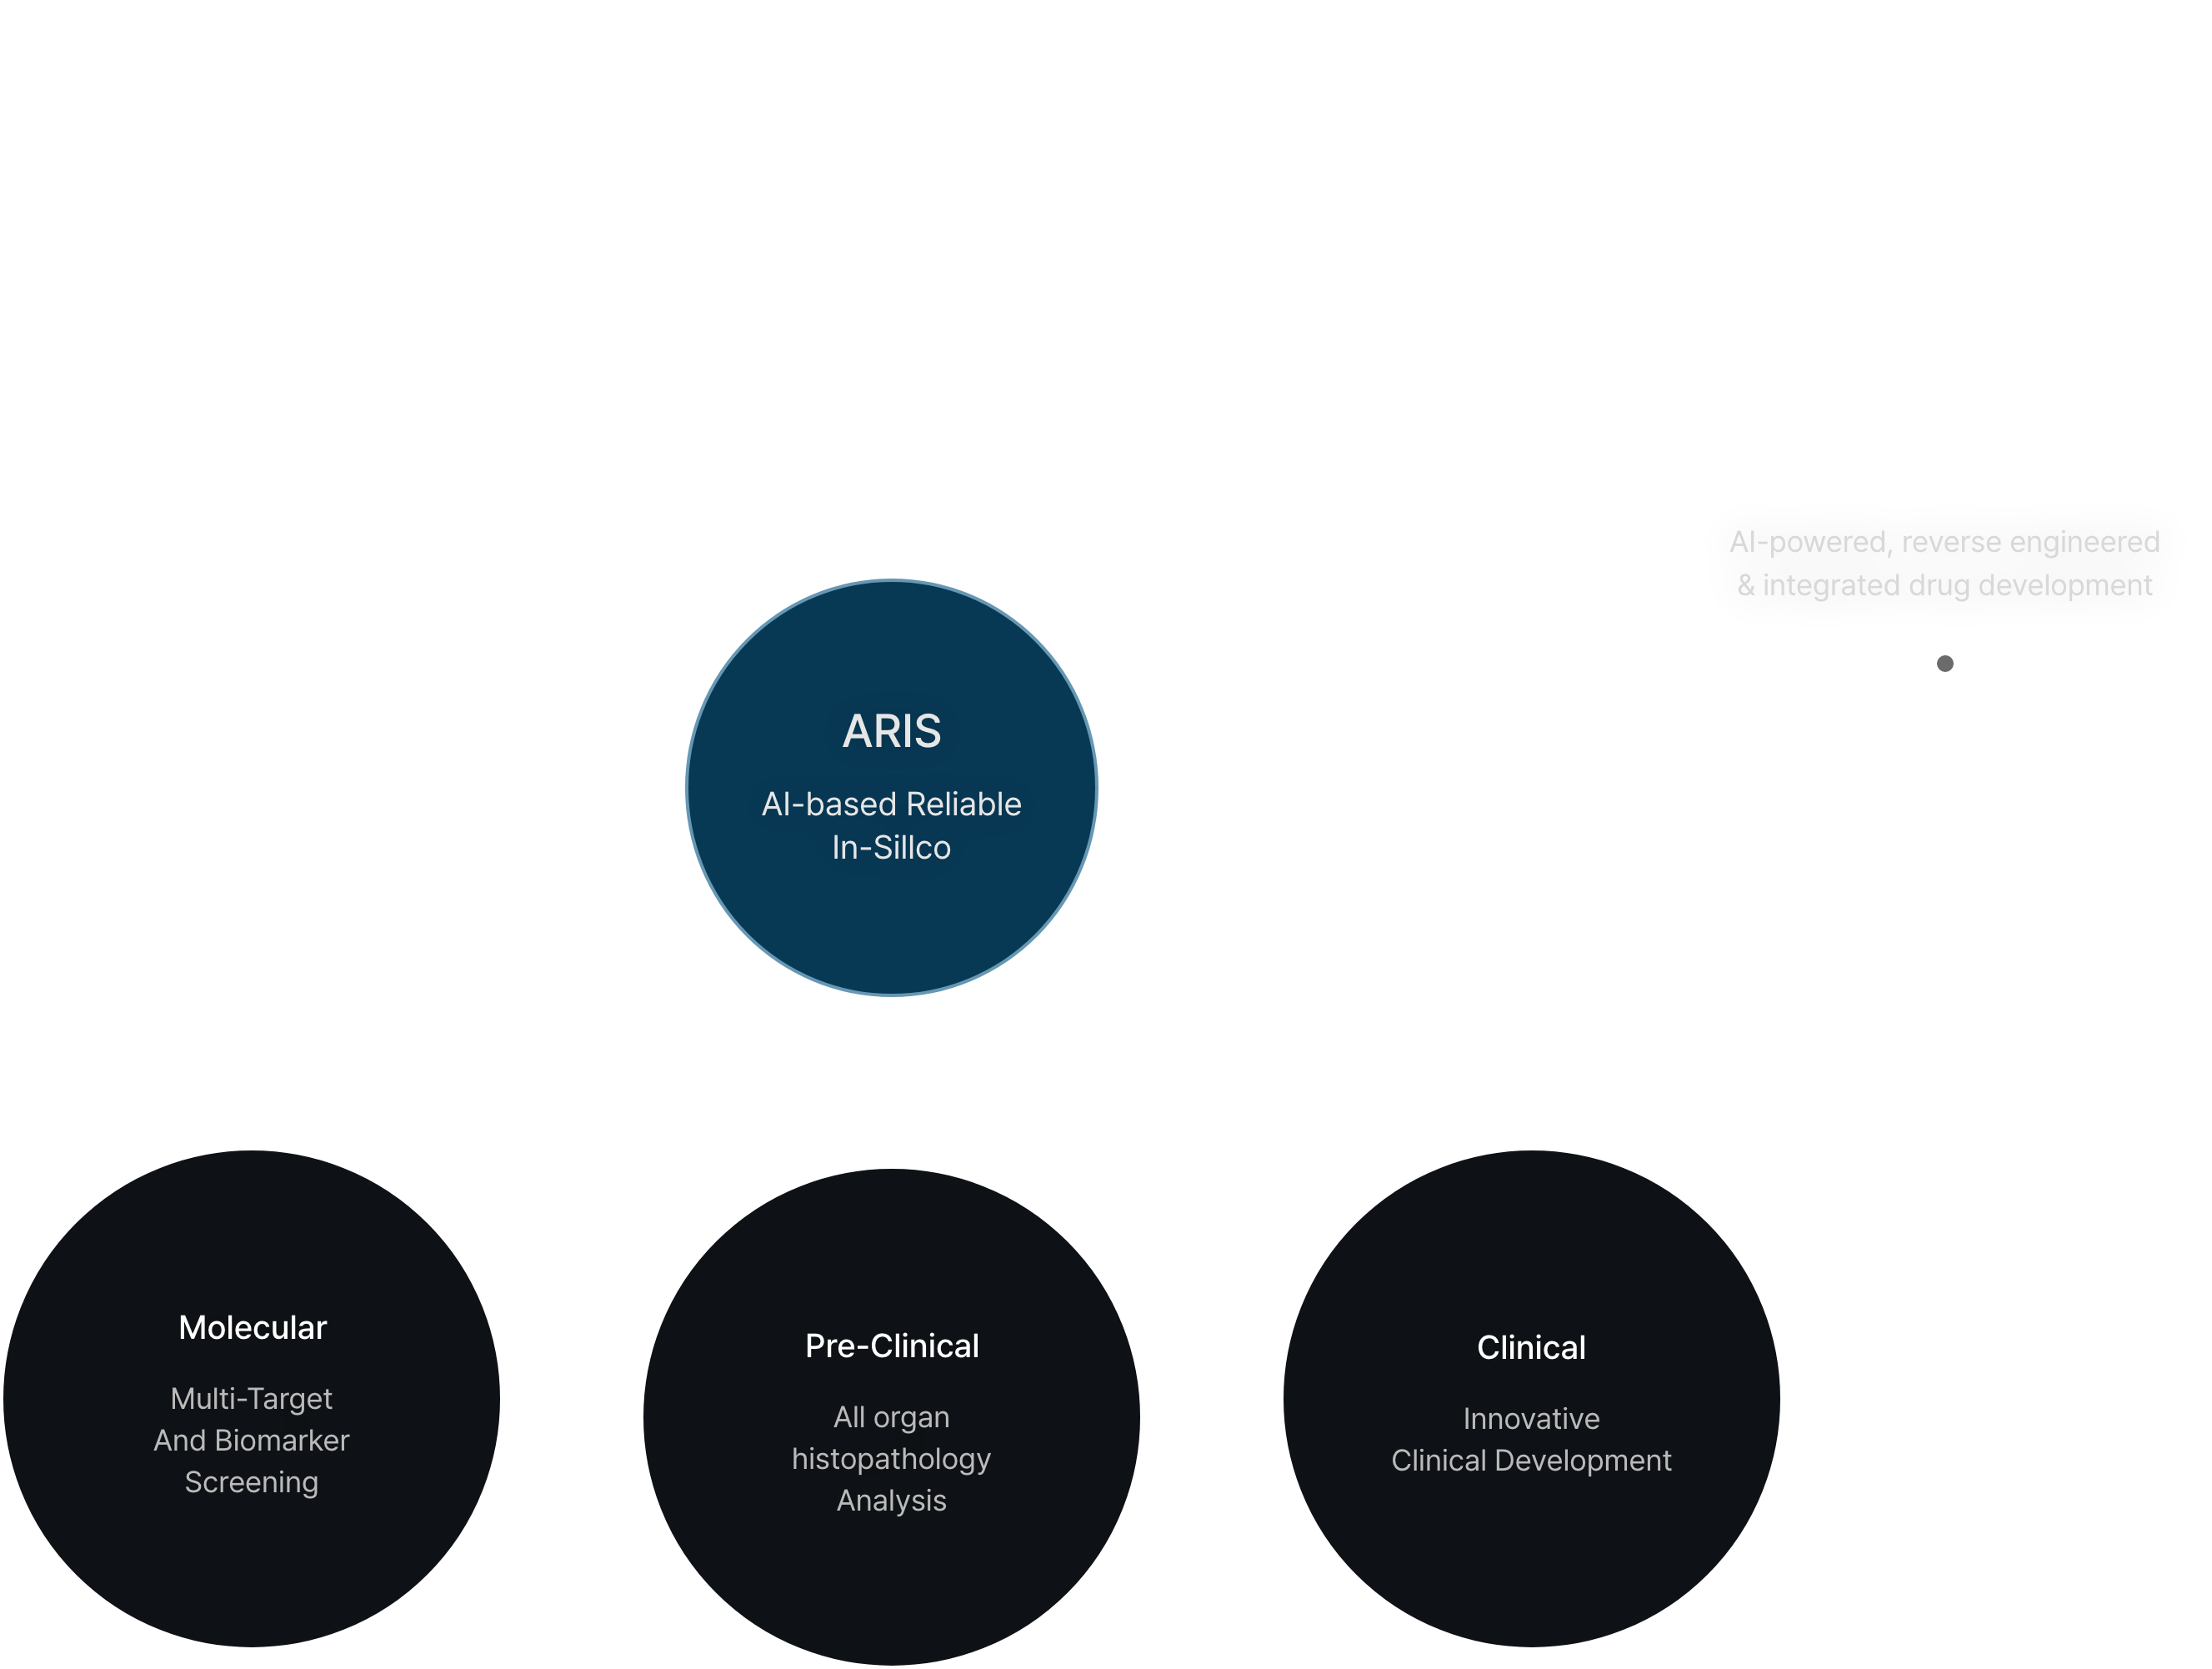 AI-powered, reverse engineered
& integrated drug development
ARIS
AI-based Reliable
In-Sillco
Molecular
Multi-Target
And Biomarker
Screening
Pre-Clinical
All organ
histopathology
Analysis
Clinical
Innovative
Clinical Development